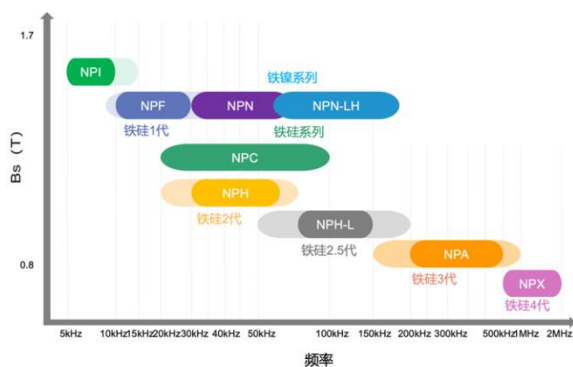 1.7
NPI
铁镍系列
NPF
NPN
NPN-LH
铁硅1代
铁硅系列
Bs（T）
NPC
NPH
铁硅2代
NPH-L
铁硅2.5代
NPA
0.8
铁硅3代
NPX
铁硅4代
5kHz
10kHz
15kHz
20kHz
30kHz
40kHz
50kHz
100kHz
150kHz
200kHz
300kHz
500kHz
1MHz
2MHz
频率